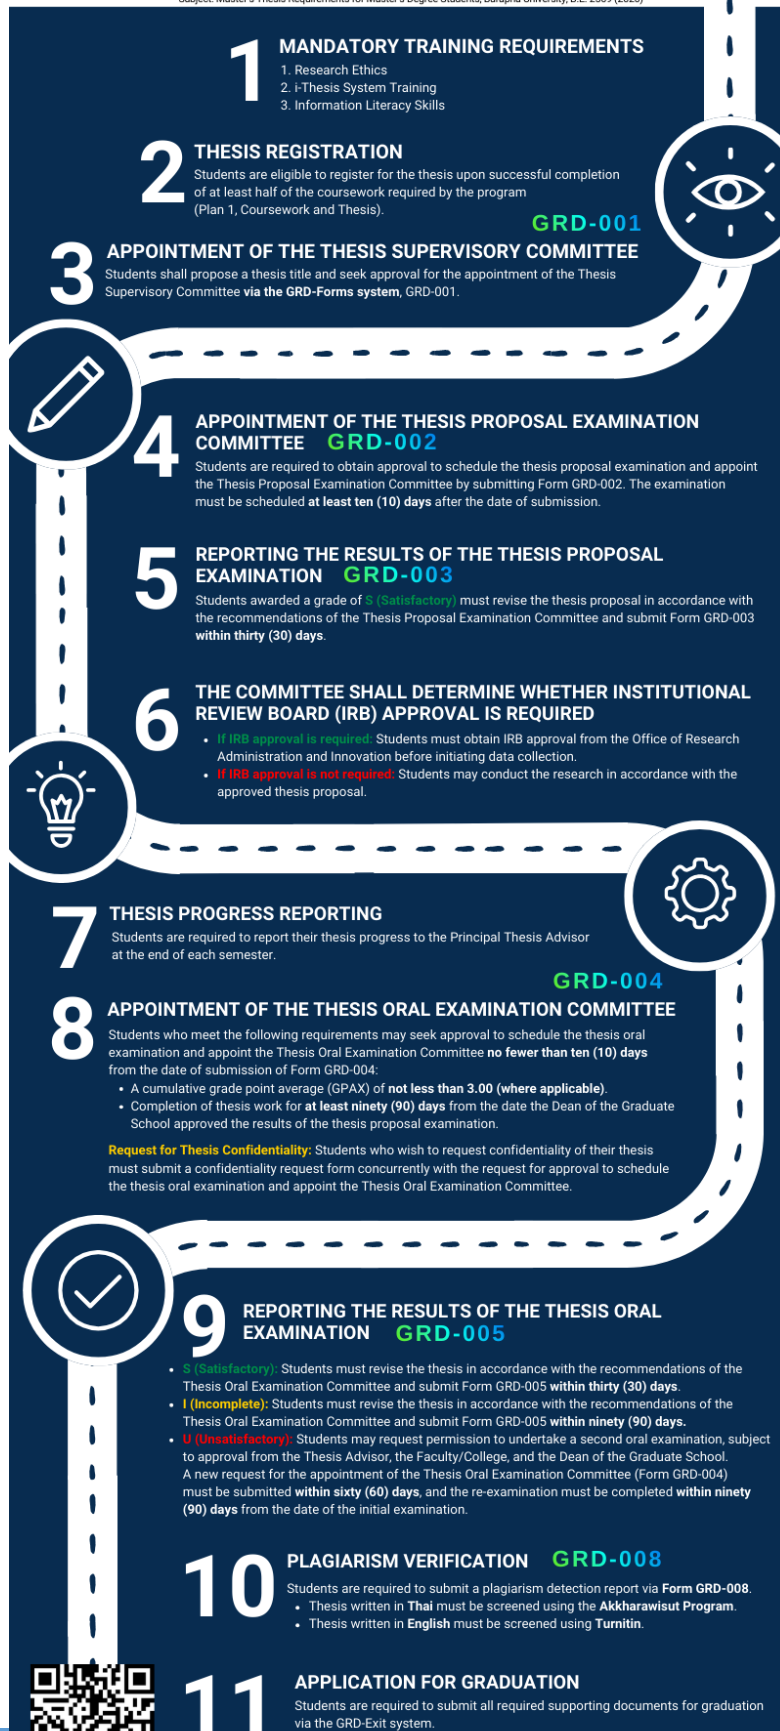 Subject: Master's Thesis Requirements for Master's Degree Students, Burapha University, B.E. 2569 (2026)
1
MANDATORY TRAINING REQUIREMENTS
1. Research Ethics
2. i-Thesis System Training
3. Information Literacy Skills
2
THESIS REGISTRATION
Students are eligible to register for the thesis upon successful completion
of at least half of the coursework required by the program
(Plan 1, Coursework and Thesis).
GRD-001
3
APPOINTMENT OF THE THESIS SUPERVISORY COMMITTEE
Students shall propose a thesis title and seek approval for the appointment of the Thesis
Supervisory Committee via the GRD-Forms system, GRD-001.
4
APPOINTMENT OF THE THESIS PROPOSAL EXAMINATION
COMMITTEE GRD-002
Students are required to obtain approval to schedule the thesis proposal examination and appoint
the Thesis Proposal Examination Committee by submitting Form GRD-002. The examination
must be scheduled at least ten (10) days after the date of submission.
5
REPORTING THE RESULTS OF THE THESIS PROPOSAL
EXAMINATION GRD-003
Students awarded a grade of S (Satisfactory) must revise the thesis proposal in accordance with
the recommendations of the Thesis Proposal Examination Committee and submit Form GRD-003
within thirty (30) days.
6
THE COMMITTEE SHALL DETERMINE WHETHER INSTITUTIONAL
REVIEW BOARD (IRB) APPROVAL IS REQUIRED
• If IRB approval is required: Students must obtain IRB approval from the Office of Research
Administration and Innovation before initiating data collection.
• If IRB approval is not required: Students may conduct the research in accordance with the
approved thesis proposal.
7
THESIS PROGRESS REPORTING
Students are required to report their thesis progress to the Principal Thesis Advisor
at the end of each semester.
GRD-004
8
APPOINTMENT OF THE THESIS ORAL EXAMINATION COMMITTEE
Students who meet the following requirements may seek approval to schedule the thesis oral
examination and appoint the Thesis Oral Examination Committee no fewer than ten (10) days
from the date of submission of Form GRD-004:
• A cumulative grade point average (GPAX) of not less than 3.00 (where applicable).
• Completion of thesis work for at least ninety (90) days from the date the Dean of the Graduate
School approved the results of the thesis proposal examination.
Request for Thesis Confidentiality: Students who wish to request confidentiality of their thesis
must submit a confidentiality request form concurrently with the request for approval to schedule
the thesis oral examination and appoint the Thesis Oral Examination Committee.
9
REPORTING THE RESULTS OF THE THESIS ORAL
EXAMINATION GRD-005
• S (Satisfactory): Students must revise the thesis in accordance with the recommendations of the
Thesis Oral Examination Committee and submit Form GRD-005 within thirty (30) days.
• I (Incomplete): Students must revise the thesis in accordance with the recommendations of the
Thesis Oral Examination Committee and submit Form GRD-005 within ninety (90) days.
• U (Unsatisfactory): Students may request permission to undertake a second oral examination, subject
to approval from the Thesis Advisor, the Faculty/College, and the Dean of the Graduate School.
A new request for the appointment of the Thesis Oral Examination Committee (Form GRD-004)
must be submitted within sixty (60) days, and the re-examination must be completed within ninety
(90) days from the date of the initial examination.
10
PLAGIARISM VERIFICATION GRD-008
Students are required to submit a plagiarism detection report via Form GRD-008.
• Thesis written in Thai must be screened using the Akkharawisut Program.
• Thesis written in English must be screened using Turnitin.
11
APPLICATION FOR GRADUATION
Students are required to submit all required supporting documents for graduation
via the GRD-Exit system.